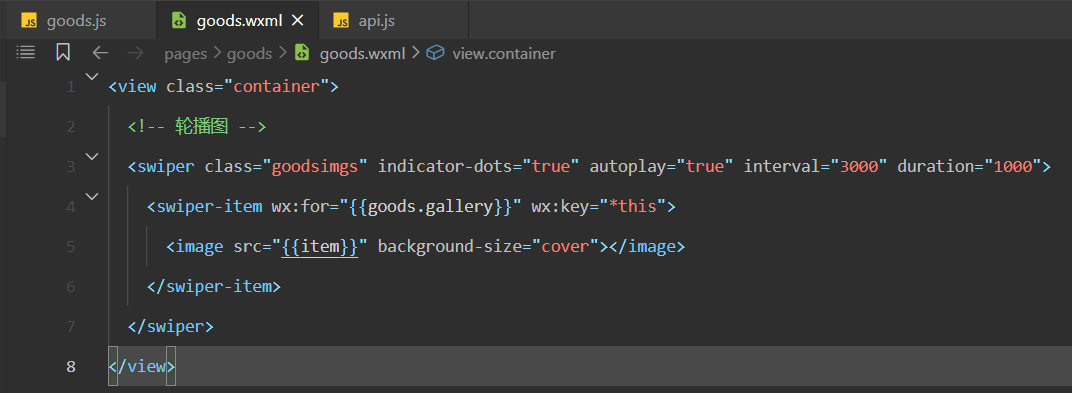 JS goods.js
goods.wxml ×
JS api.js
pages > goods > goods.wxml > view.container
1 <view class="container">
2 <!-- 轮播图 -->
3 <swiper class="goodsimgs" indicator-dots="true" autoplay="true" interval="3000" duration="1000">
4 <swiper-item wx:for="{{goods.gallery}}" wx:key="*this">
5 <image src="{{item}}" background-size="cover"></image>
6 </swiper-item>
7 </swiper>
8 </view>